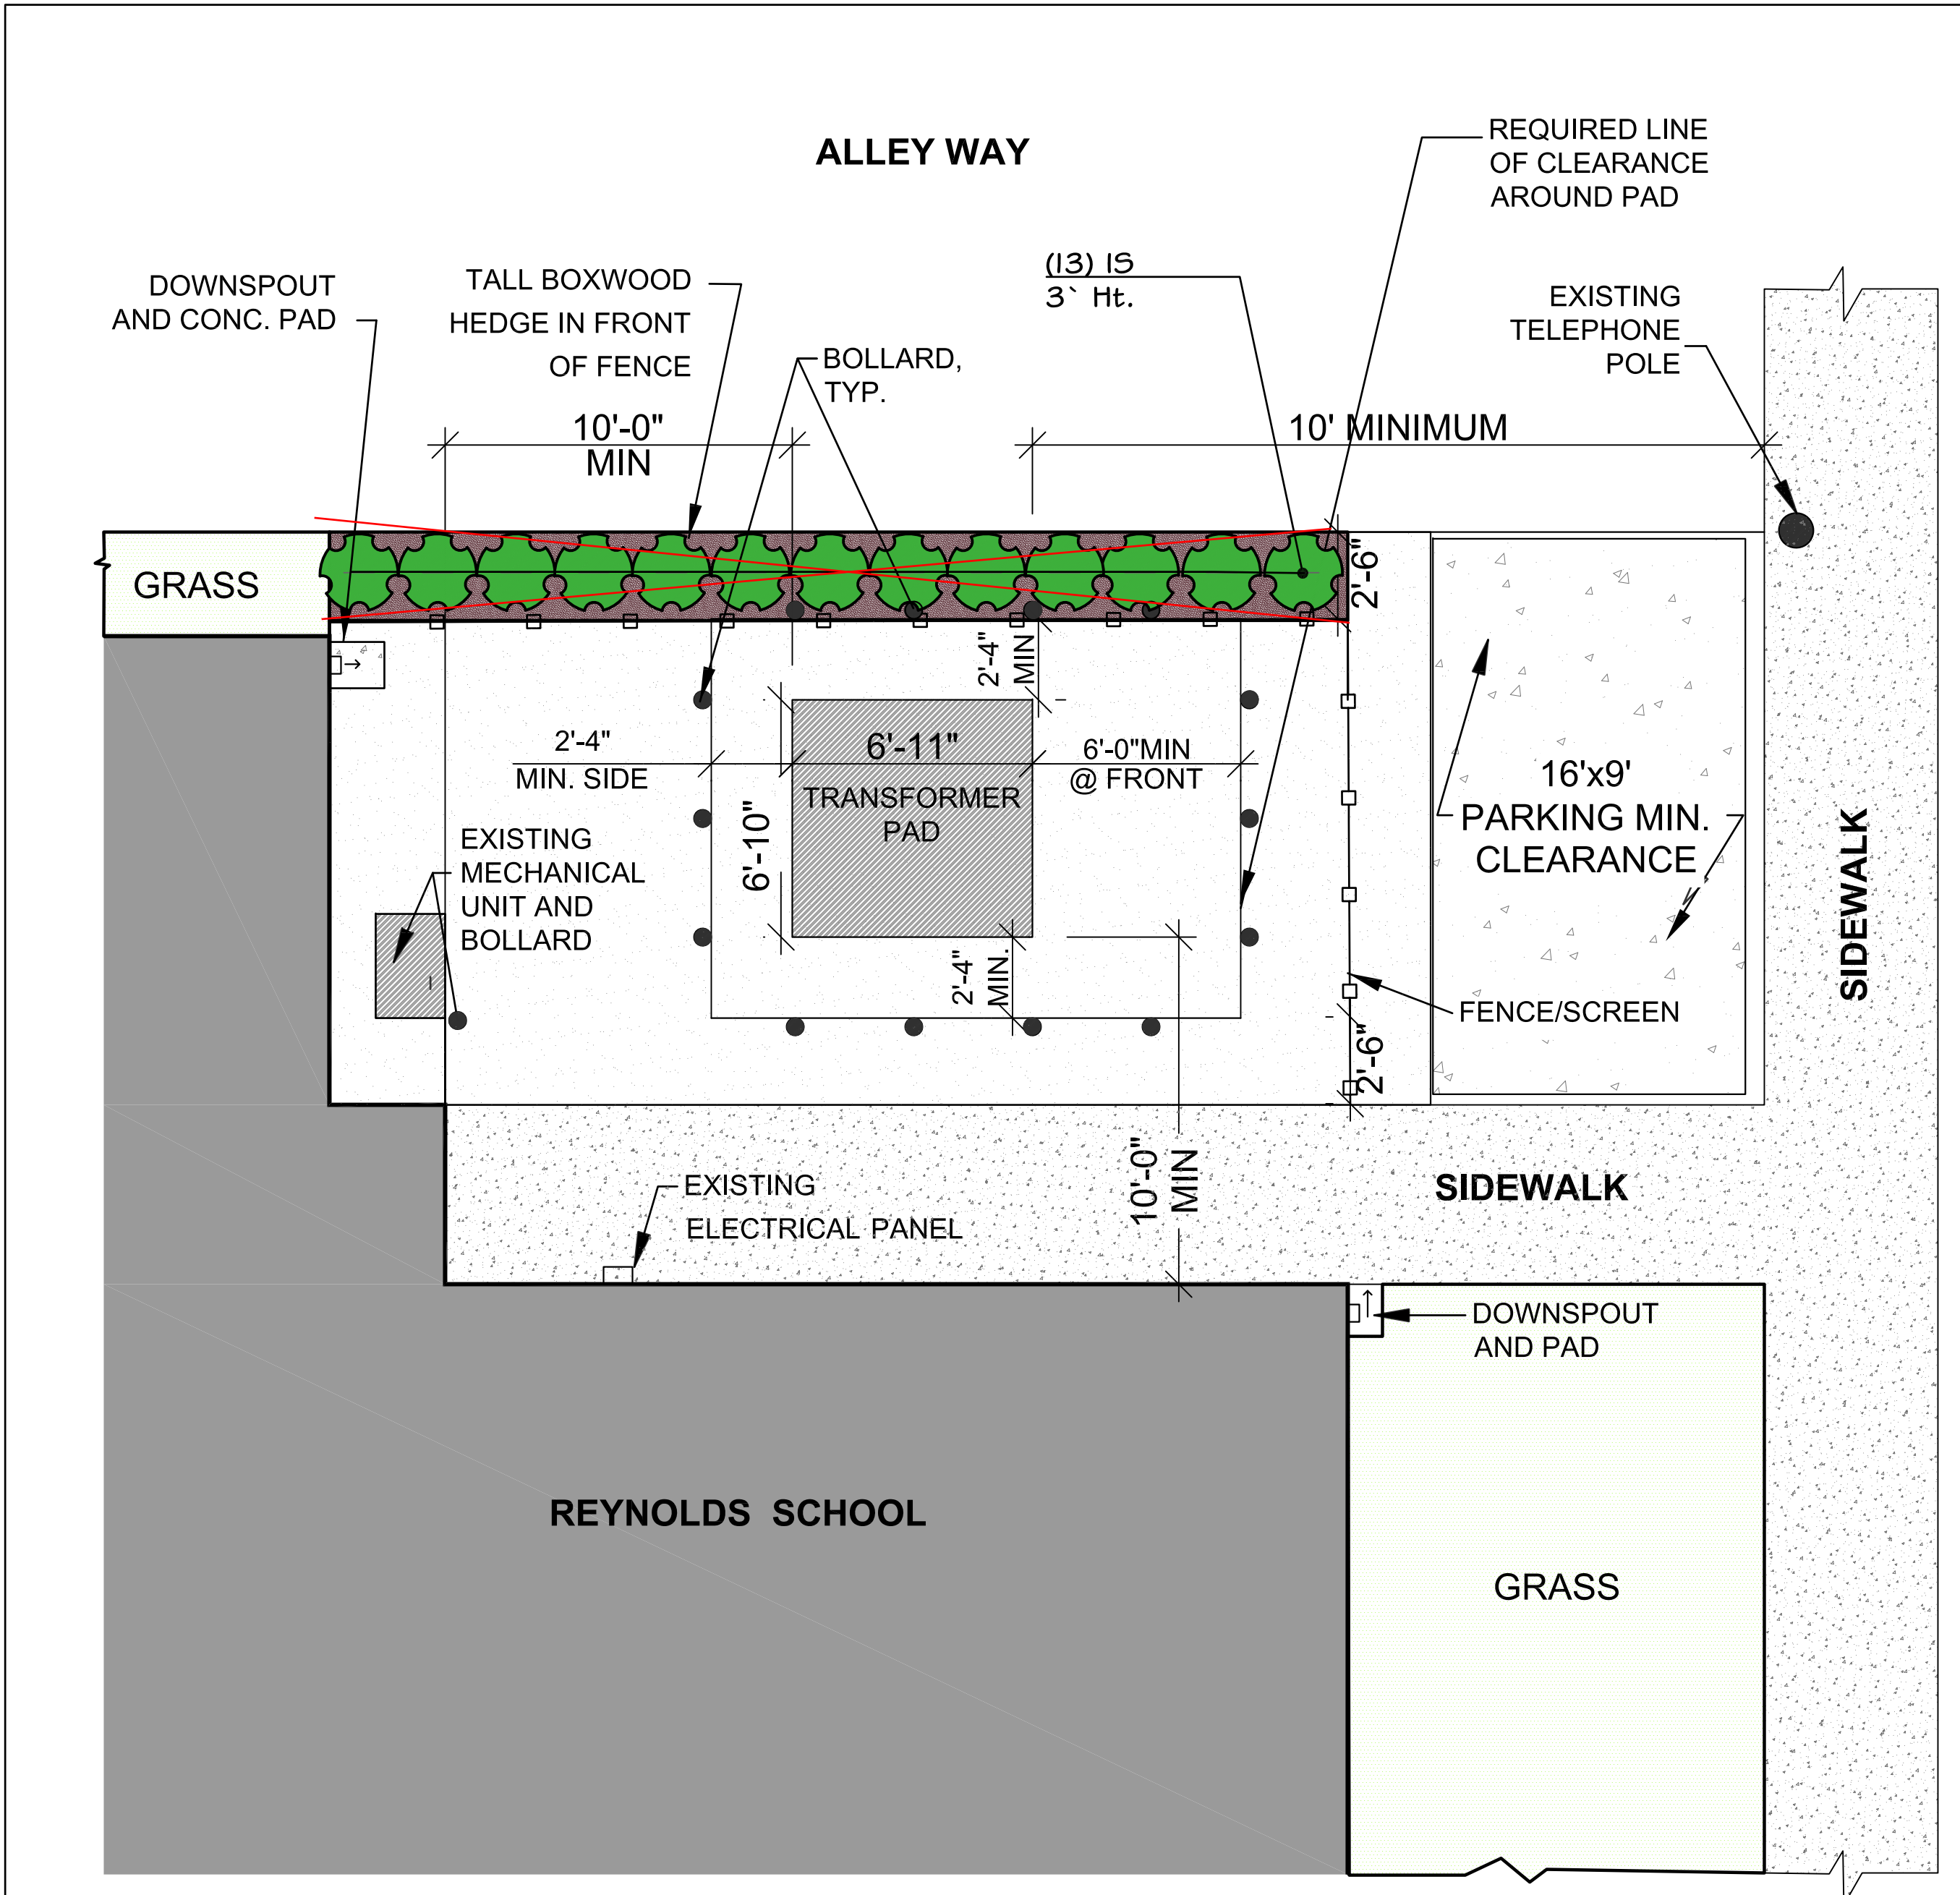 ALLEY WAY
REQUIRED LINE
OF CLEARANCE
AROUND PAD
DOWNSPOUT
AND CONC. PAD
TALL BOXWOOD
HEDGE IN FRONT
OF FENCE
(13) IS
3` Ht.
EXISTING
TELEPHONE
POLE
BOLLARD,
TYP.
10'-0"
MIN
10' MINIMUM
GRASS
2'-6"
2'-4"
MIN
2'-4"
MIN. SIDE
6'-11"
6'-0"MIN
@ FRONT
TRANSFORMER
PAD
6'-10"
16'x9'
PARKING MIN.
CLEARANCE
SIDEWALK
EXISTING
MECHANICAL
UNIT AND
BOLLARD
2'-4"
MIN.
FENCE/SCREEN
2'-6"
10'-0"
MIN
SIDEWALK
EXISTING
ELECTRICAL PANEL
DOWNSPOUT
AND PAD
REYNOLDS SCHOOL
GRASS